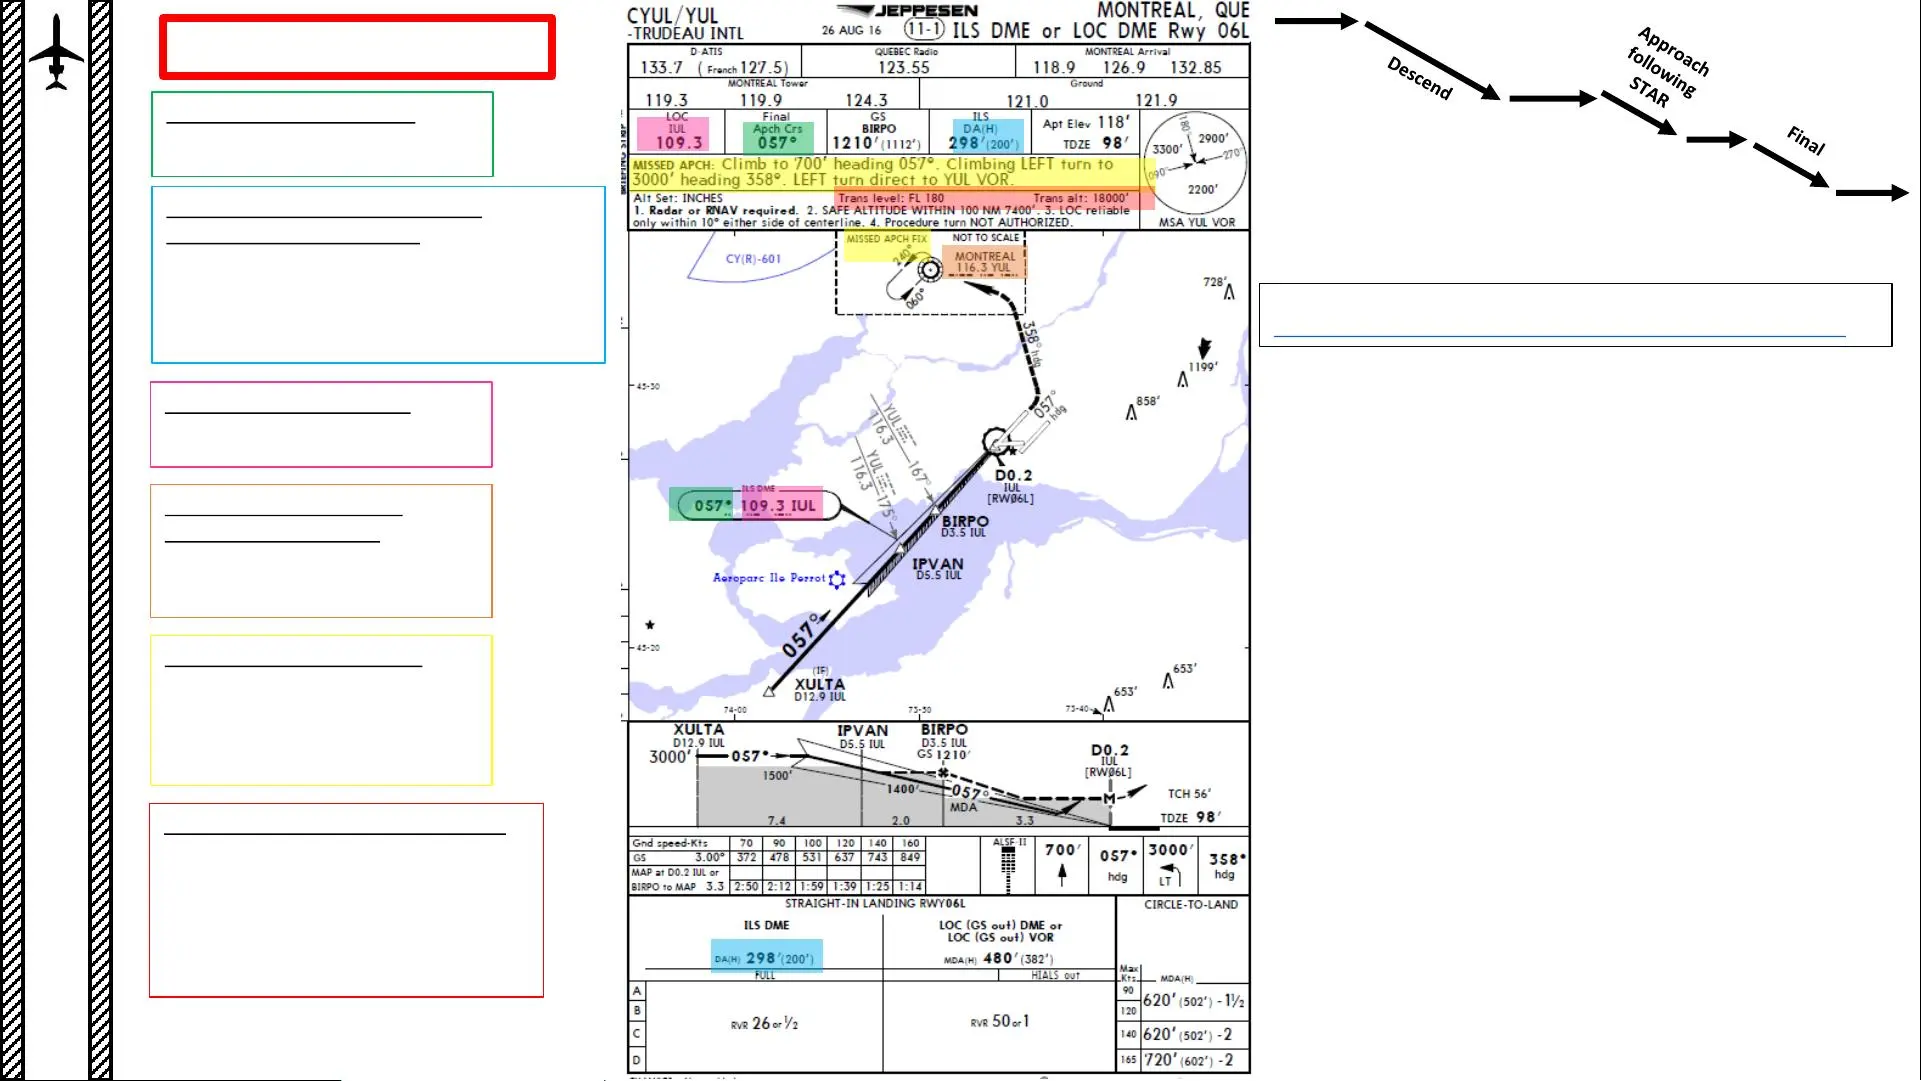 CYUL/YUL
-TRUDEAU INTL
JEPPESEN
26 AUG 16
11-1
MONTREAL, QUE
ILS DME or LOC DME Rwy 06L
D-ATIS
133.7 (French 127.5)
QUEBEC Radio
123.55
MONTREAL Arrival
118.9 126.9 132.85
MONTREAL Tower
119.3 119.9 124.3
Ground
121.0 121.9
LOC
IUL
109.3
Final
Apch Crs
057°
GS
BIRPO
1210'(1112')
ILS
DA(H)
298'(200')
Apt Elev 118'
TDZE 98'
MISSED APCH: Climb to 700' heading 057°. Climbing LEFT turn to
3000' heading 358°. LEFT turn direct to YUL VOR.
Alt Set: INCHES
Trans level: FL 180
Trans alt: 18000'
1. Radar or RNAV required. 2. SAFE ALTITUDE WITHIN 100 NM 7400'. 3. LOC reliable
only within 10° either side of centerline. 4. Procedure turn NOT AUTHORIZED.
180°
2900'
3300'
270°
090°
2200'
MSA YUL VOR
Descend
Approach
following
STAR
Final
MISSED APCH FIX
NOT TO SCALE
CY(R)-601
240°
060°
MONTREAL
116.3 YUL
728'
358° hdg
1199'
858'
45-30
057°
hdg
YUL
116.3
167°
YUL
116.3
175°
D0.2
IUL
[RW06L]
ILS DME
057° 109.3 IUL
BIRPO
D3.5 IUL
IPVAN
D5.5 IUL
Aeroparc Ile Perrot
057°
45-20
(IF)
XULTA
D12.9 IUL
653'
653'
74-00
73-50
73-40
XULTA
D12.9 IUL
IPVAN
D5.5 IUL
BIRPO
D3.5 IUL
GS 1210'
3000'
057°
1500'
1400'
057°
MDA
D0.2
IUL
[RW06L]
M
TCH 56'
TDZE 98'
7.4
2.0
3.3
Gnd speed-Kts 70 90 100 120 140 160
GS 3.00° 372 478 531 637 743 849
MAP at D0.2 IUL or
BIRPO to MAP 3.3 2:50 2:12 1:59 1:39 1:25 1:14
ALSF-II
700'
057°
hdg
3000'
LT
358°
hdg
STRAIGHT-IN LANDING RWY06L
CIRCLE-TO-LAND
ILS DME
LOC (GS out) DME or
LOC (GS out) VOR
DA(H) 298'(200')
MDA(H) 480'(382')
FULL
HIALS out
Max
Kts
MDA(H)
A
B
C
D
RVR 26 or ½
RVR 50 or 1
90
120
620'(502') -1½
140
620'(502') -2
165
720'(602') -2